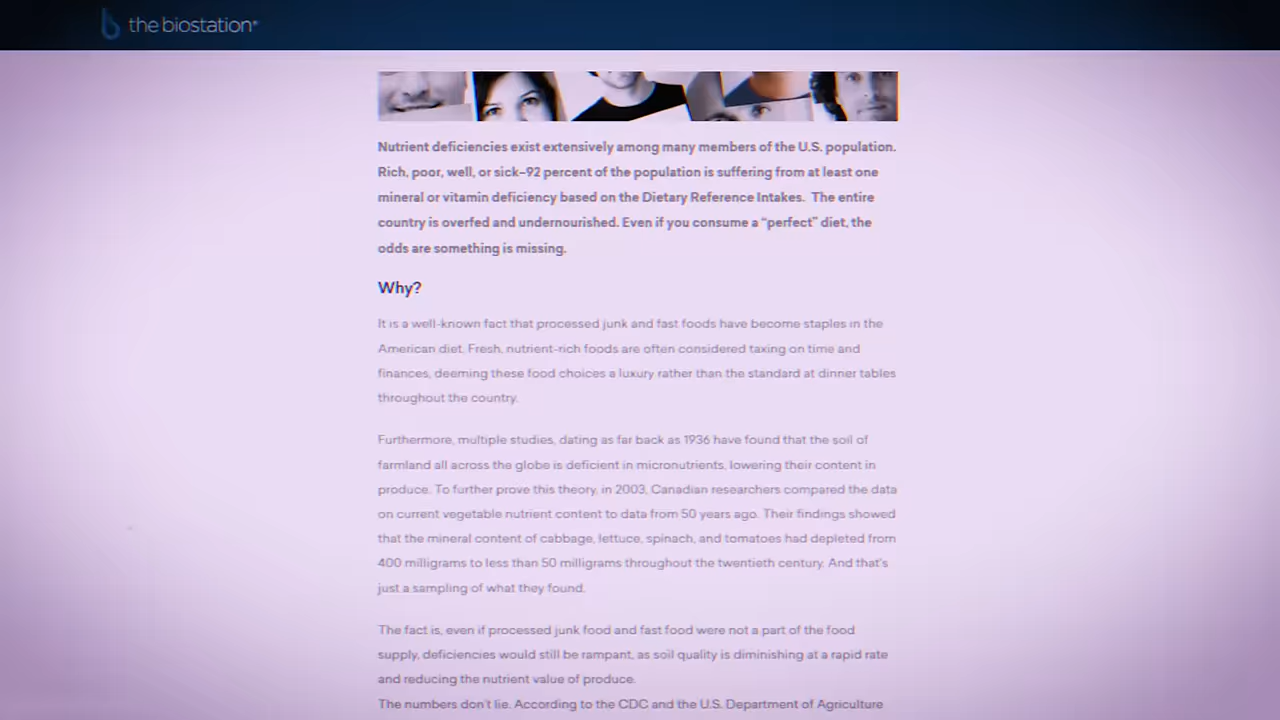 the biostation®
Nutrient deficiencies exist extensively among many members of the U.S. population.
Rich, poor, well, or sick–92 percent of the population is suffering from at least one
mineral or vitamin deficiency based on the Dietary Reference Intakes.  The entire
country is overfed and undernourished. Even if you consume a “perfect” diet, the
odds are something is missing.
Why?
It is a well-known fact that processed junk and fast foods have become staples in the
American diet. Fresh, nutrient-rich foods are often considered taxing on time and
finances, deeming these food choices a luxury rather than the standard at dinner tables
throughout the country.
Furthermore, multiple studies, dating as far back as 1936 have found that the soil of
farmland all across the globe is deficient in micronutrients, lowering their content in
produce. To further prove this theory, in 2003, Canadian researchers compared the data
on current vegetable nutrient content to data from 50 years ago. Their findings showed
that the mineral content of cabbage, lettuce, spinach, and tomatoes had depleted from
400 milligrams to less than 50 milligrams throughout the twentieth century. And that’s
just a sampling of what they found.
The fact is, even if processed junk food and fast food were not a part of the food
supply, deficiencies would still be rampant, as soil quality is diminishing at a rapid rate
and reducing the nutrient value of produce.
The numbers don’t lie. According to the CDC and the U.S. Department of Agriculture